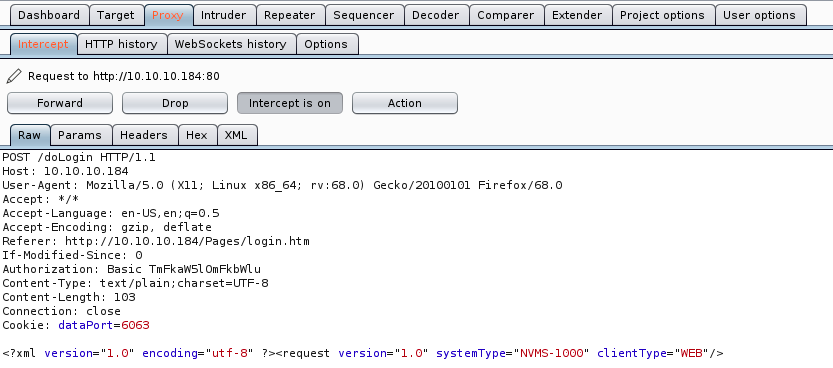 Dashboard Target Proxy Intruder Repeater Sequencer Decoder Comparer Extender Project options User options
Intercept HTTP history WebSockets history Options
Request to http://10.10.10.184:80
Forward Drop Intercept is on Action
Raw Params Headers Hex XML
POST /doLogin HTTP/1.1
Host: 10.10.10.184
User-Agent: Mozilla/5.0 (X11; Linux x86_64; rv:68.0) Gecko/20100101 Firefox/68.0
Accept: */*
Accept-Language: en-US,en;q=0.5
Accept-Encoding: gzip, deflate
Referer: http://10.10.10.184/Pages/login.htm
If-Modified-Since: 0
Authorization: Basic TmFkaW5lOmFkbWlu
Content-Type: text/plain;charset=UTF-8
Content-Length: 103
Connection: close
Cookie: dataPort=6063
<?xml version="1.0" encoding="utf-8" ?><request version="1.0" systemType="NVMS-1000" clientType="WEB"/>